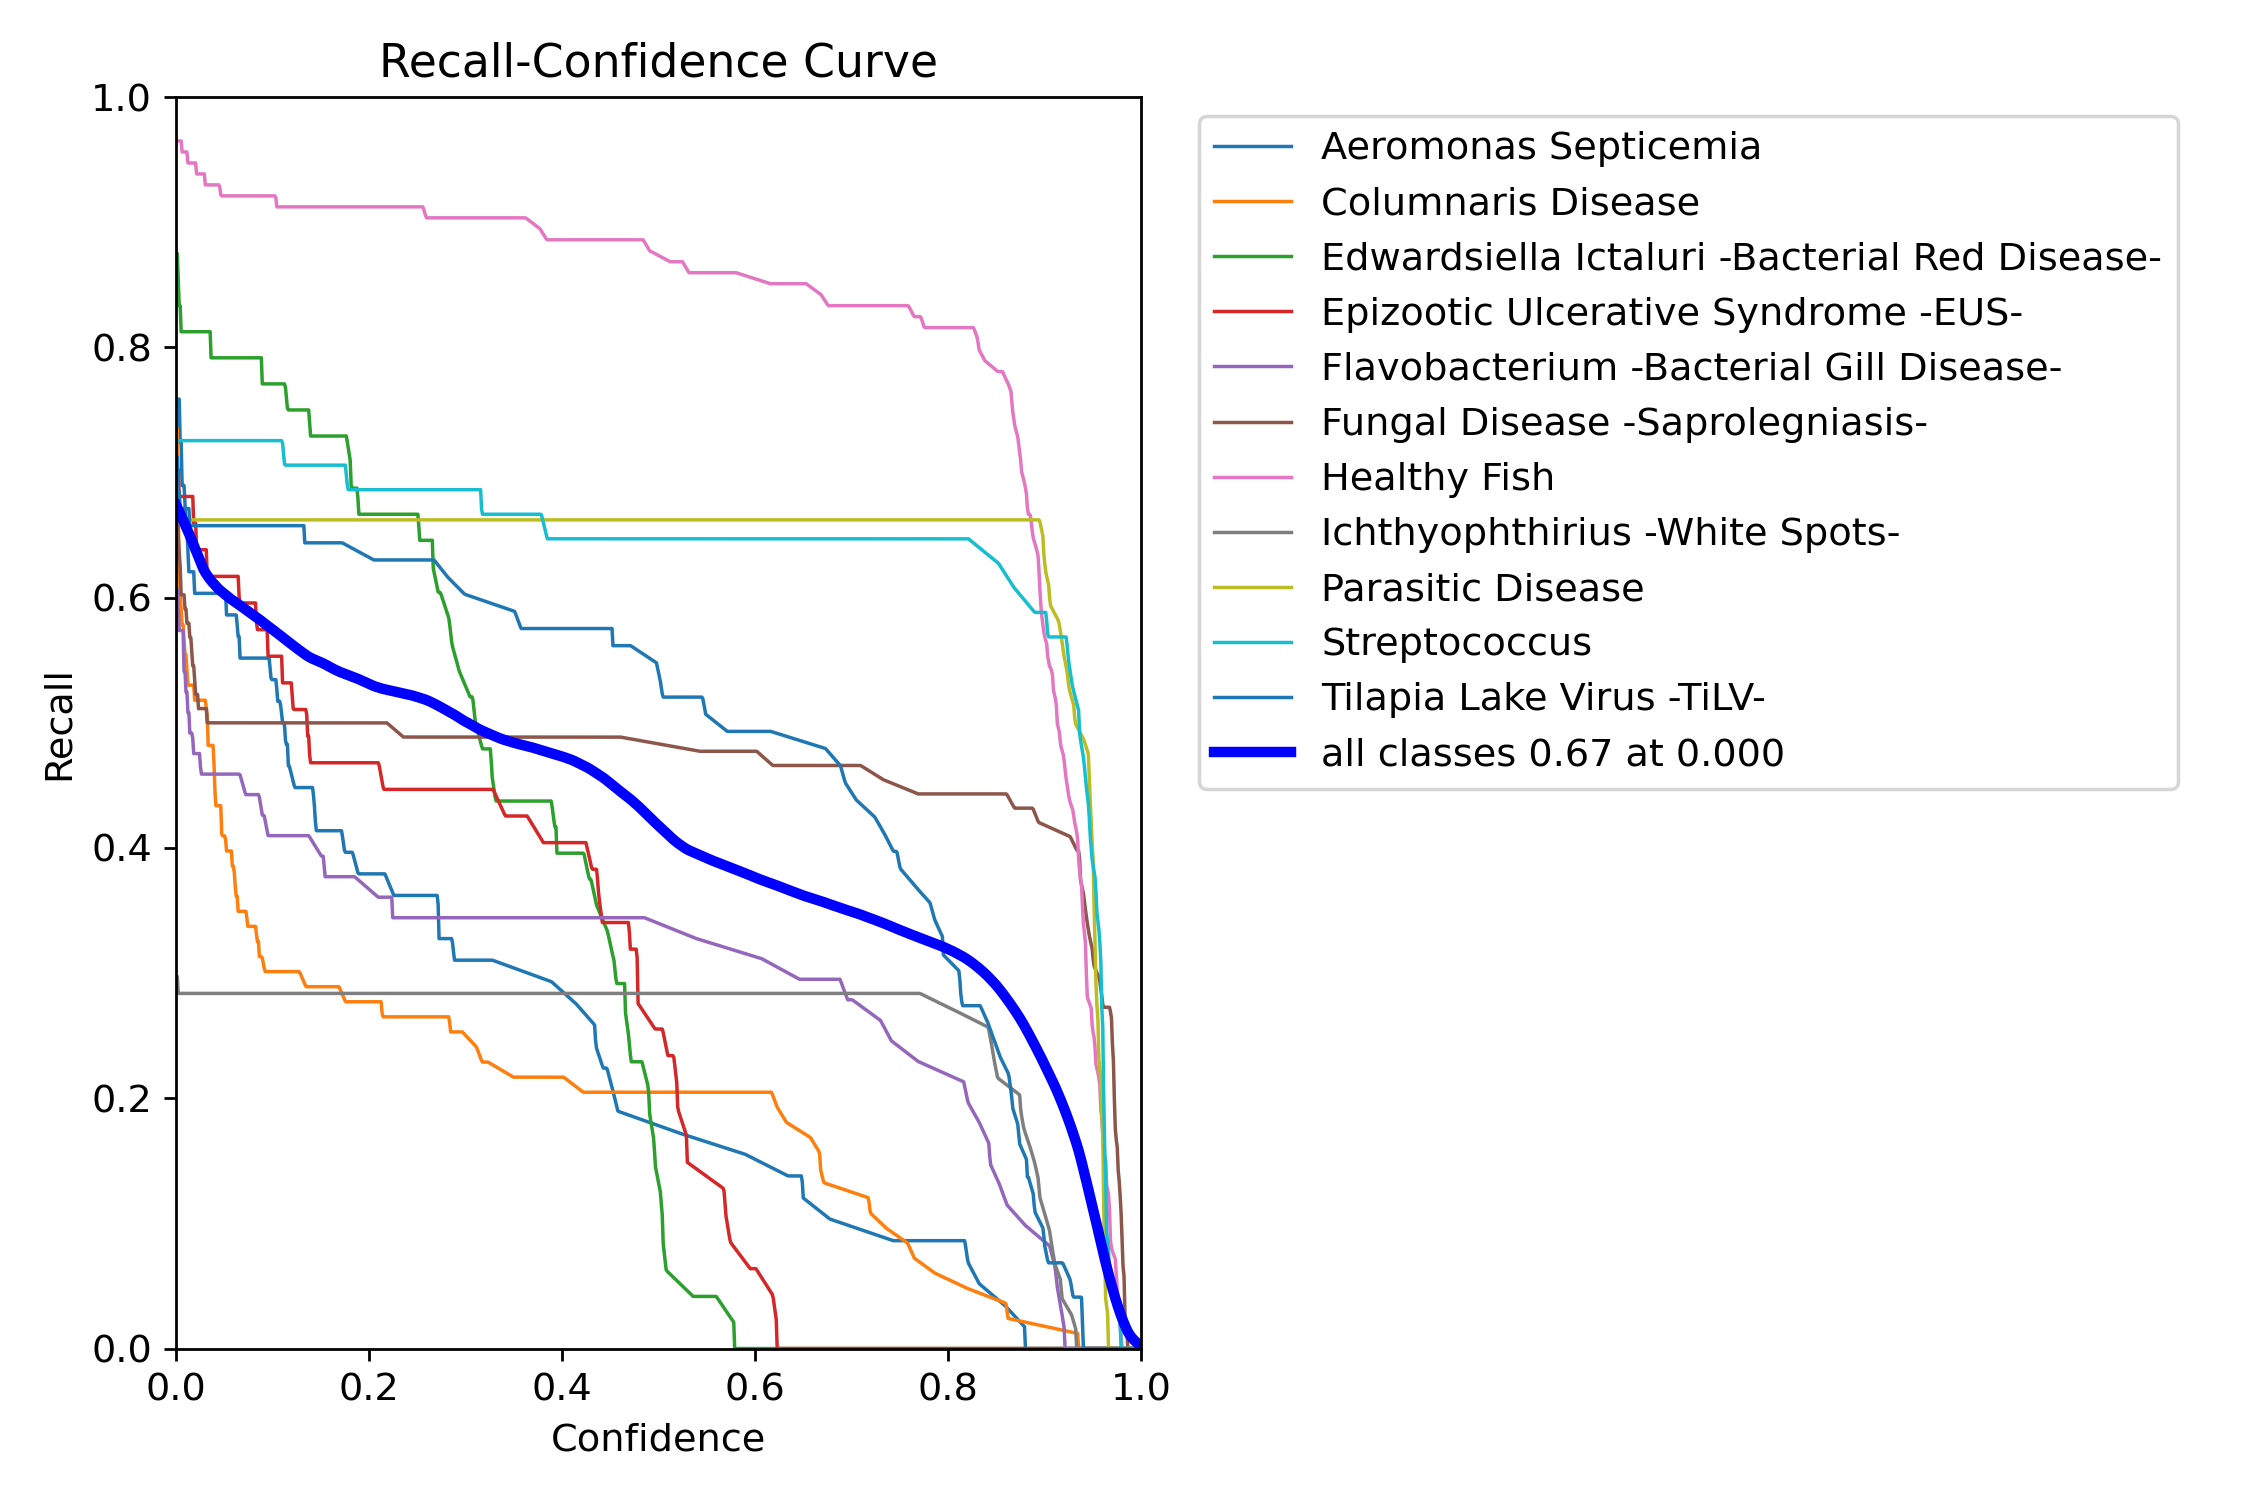 Recall-Confidence Curve
1.0
0.8
0.6
0.4
0.2
0.0
Recall
0.0 0.2 0.4 0.6 0.8 1.0
Confidence
Aeromonas Septicemia
Columnaris Disease
Edwardsiella Ictaluri -Bacterial Red Disease-
Epizootic Ulcerative Syndrome -EUS-
Flavobacterium -Bacterial Gill Disease-
Fungal Disease -Saprolegniasis-
Healthy Fish
Ichthyophthirius -White Spots-
Parasitic Disease
Streptococcus
Tilapia Lake Virus -TiLV-
all classes 0.67 at 0.000